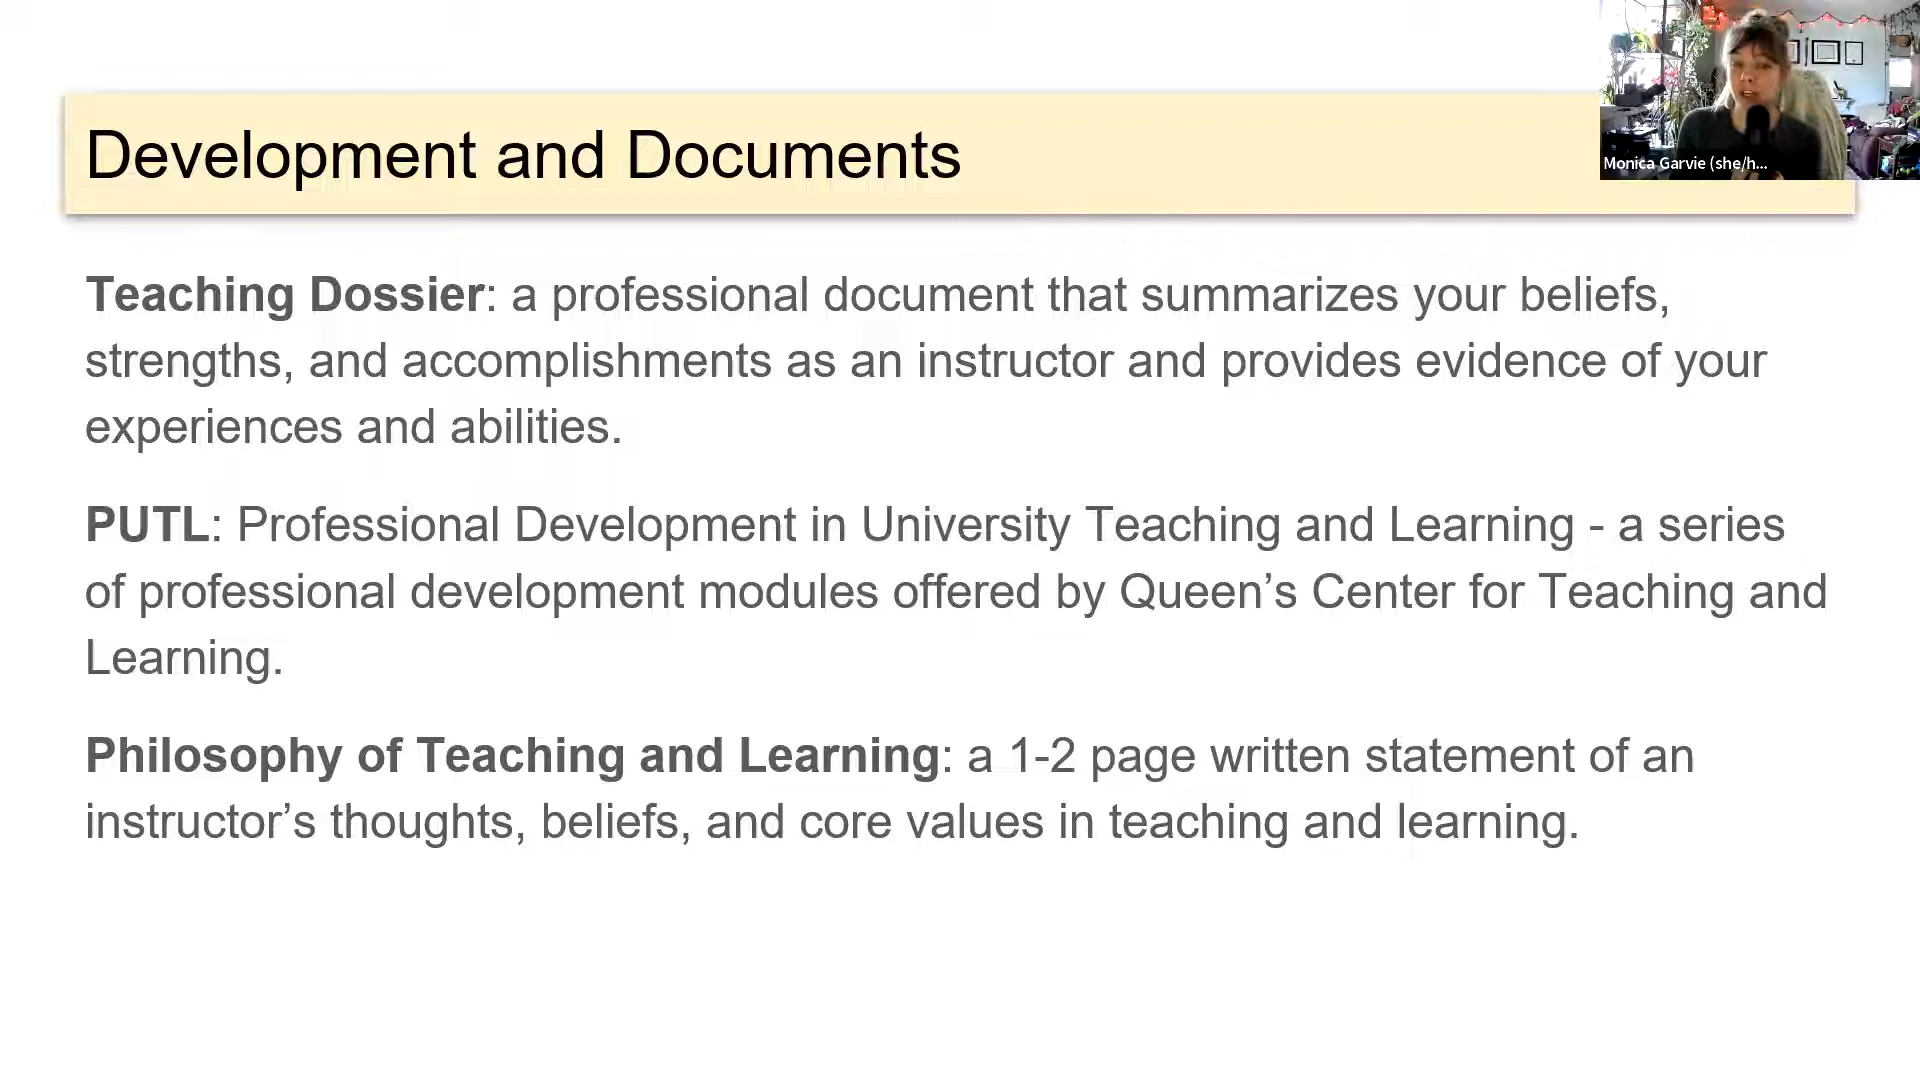 Development and Documents
Monica Garvie (she/h...
Teaching Dossier: a professional document that summarizes your beliefs,
strengths, and accomplishments as an instructor and provides evidence of your
experiences and abilities.
PUTL: Professional Development in University Teaching and Learning - a series
of professional development modules offered by Queen’s Center for Teaching and
Learning.
Philosophy of Teaching and Learning: a 1-2 page written statement of an
instructor’s thoughts, beliefs, and core values in teaching and learning.